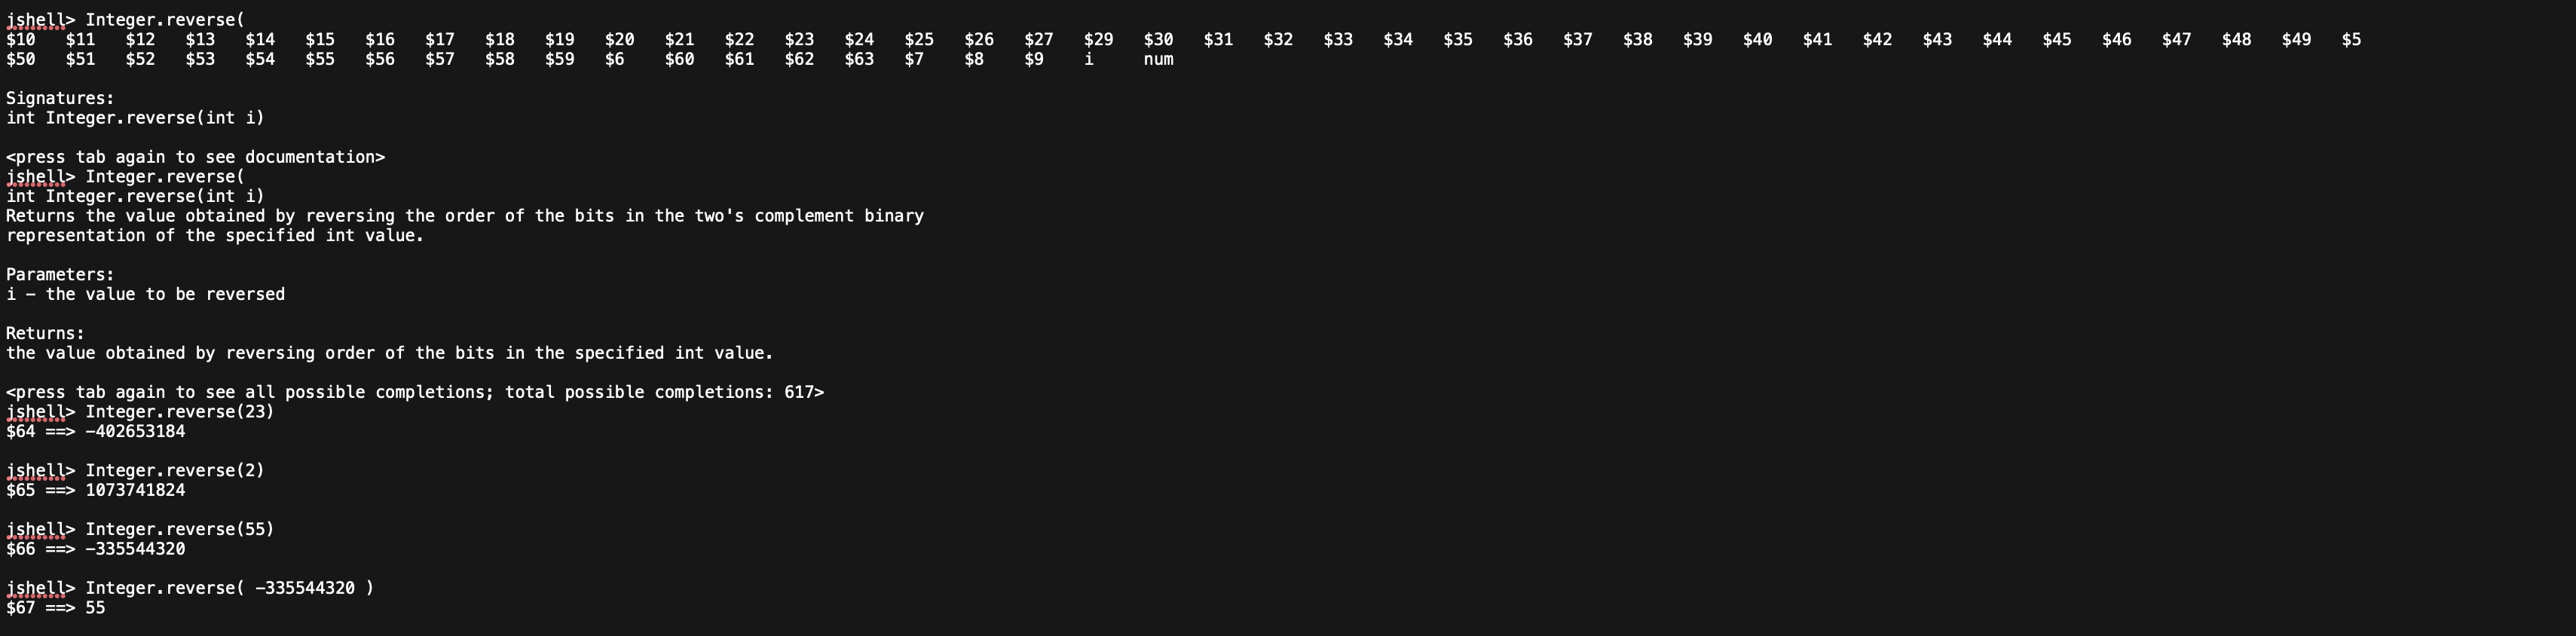 jshell> Integer.reverse(
$10 $11 $12 $13 $14 $15 $16 $17 $18 $19 $20 $21 $22 $23 $24 $25 $26 $27 $29 $30 $31 $32 $33 $34 $35 $36 $37 $38 $39 $40 $41 $42 $43 $44 $45 $46 $47 $48 $49 $5
$50 $51 $52 $53 $54 $55 $56 $57 $58 $59 $6 $60 $61 $62 $63 $7 $8 $9 i num
Signatures:
int Integer.reverse(int i)
<press tab again to see documentation>
jshell> Integer.reverse(
int Integer.reverse(int i)
Returns the value obtained by reversing the order of the bits in the two's complement binary
representation of the specified int value.
Parameters:
i – the value to be reversed
Returns:
the value obtained by reversing order of the bits in the specified int value.
<press tab again to see all possible completions; total possible completions: 617>
jshell> Integer.reverse(23)
$64 ==> -402653184
jshell> Integer.reverse(2)
$65 ==> 1073741824
jshell> Integer.reverse(55)
$66 ==> -335544320
jshell> Integer.reverse( -335544320 )
$67 ==> 55